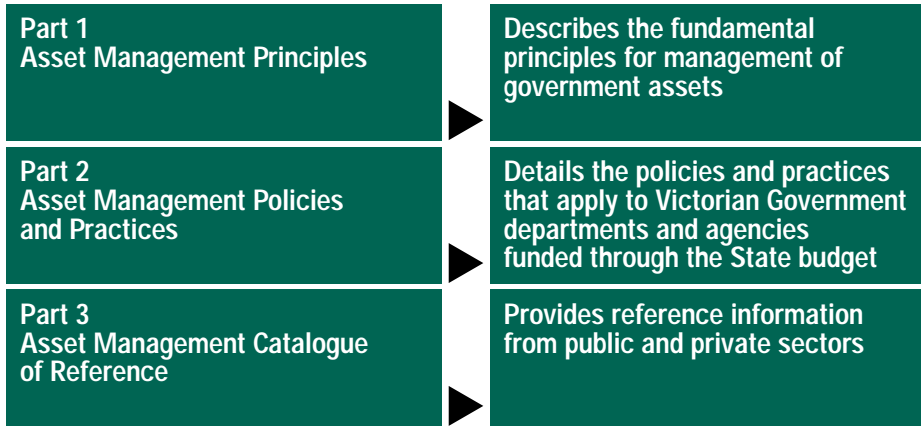 Part 1
Asset Management Principles
Describes the fundamental
principles for management of
government assets
Part 2
Asset Management Policies
and Practices
Details the policies and practices
that apply to Victorian Government
departments and agencies
funded through the State budget
Part 3
Asset Management Catalogue
of Reference
Provides reference information
from public and private sectors